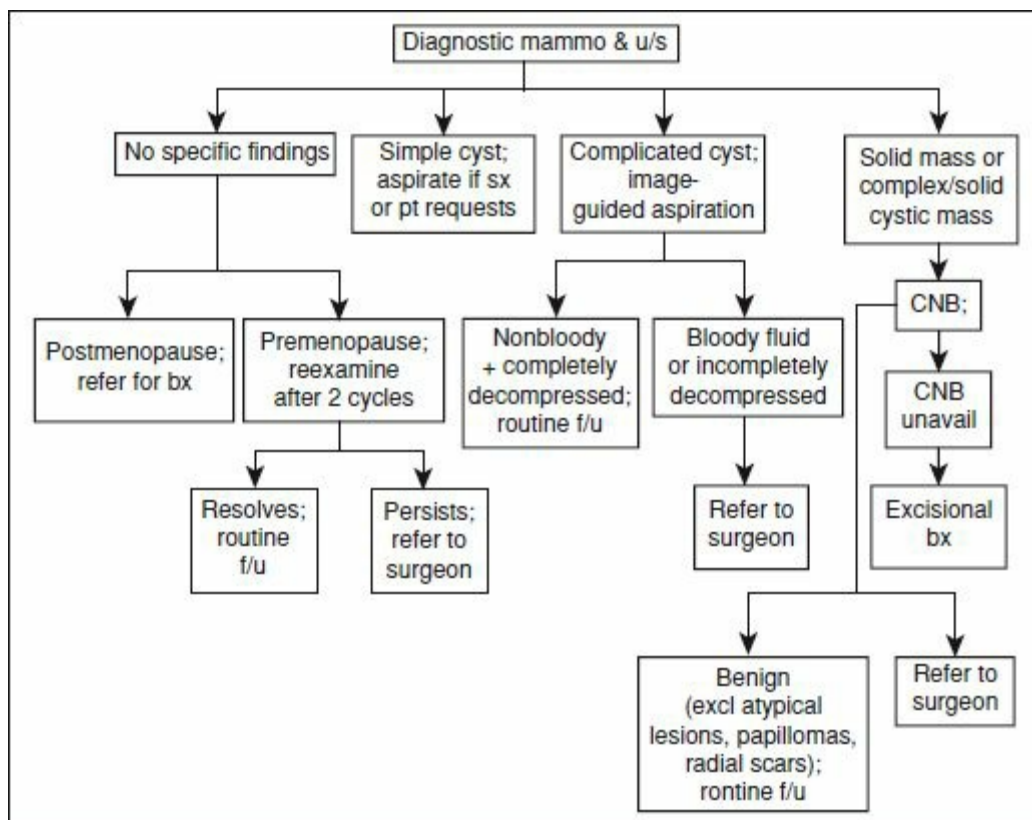 Diagnostic mammo & u/s
No specific findings
Simple cyst;
aspirate if sx
or pt requests
Complicated cyst;
image-
guided aspiration
Solid mass or
complex/solid
cystic mass
Postmenopause;
refer for bx
Premenopause;
reexamine
after 2 cycles
Nonbloody
+ completely
decompressed;
routine f/u
Bloody fluid
or incompletely
decompressed
CNB;
CNB
unavail
Resolves;
routine
f/u
Persists;
refer to
surgeon
Refer to
surgeon
Excisional
bx
Benign
(excl atypical
lesions, papillomas,
radial scars);
rontine f/u
Refer to
surgeon